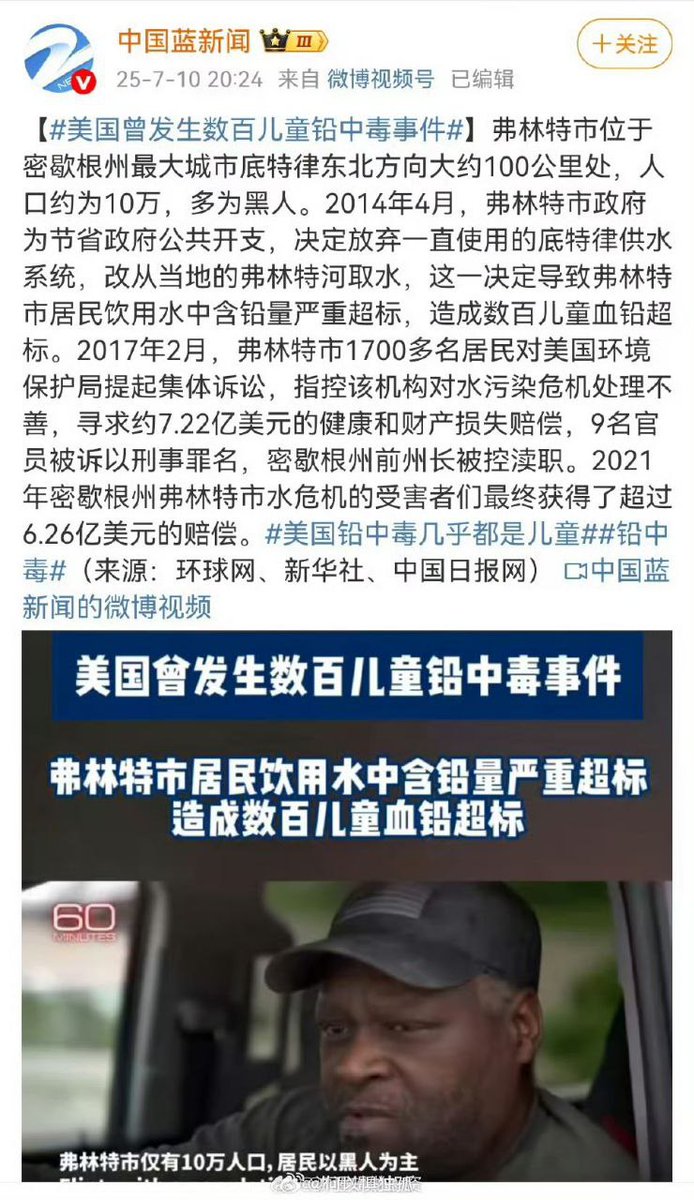 中国蓝新闻 III
+关注
25-7-10 20:24 来自 微博视频号 已编辑
【#美国曾发生数百儿童铅中毒事件#】弗林特市位于
密歇根州最大城市底特律东北方向大约100公里处，人
口约为10万，多为黑人。2014年4月，弗林特市政府
为节省政府公共开支，决定放弃一直使用的底特律供水
系统，改从当地的弗林特河取水，这一决定导致弗林特
市居民饮用水中含铅量严重超标，造成数百儿童血铅超
标。2017年2月，弗林特市1700多名居民对美国环境
保护局提起集体诉讼，指控该机构对水污染危机处理不
善，寻求约7.22亿美元的健康和财产损失赔偿，9名官
员被诉以刑事罪名，密歇根州前州长被控渎职。2021
年密歇根州弗林特市水危机的受害者们最终获得了超过
6.26亿美元的赔偿。#美国铅中毒几乎都是儿童##铅中
毒#（来源：环球网、新华社、中国日报网）中国蓝
新闻的微博视频
美国曾发生数百儿童铅中毒事件
弗林特市居民饮用水中含铅量严重超标
造成数百儿童血铅超标
60
MINUTES
弗林特市仅有10万人口，居民以黑人为主